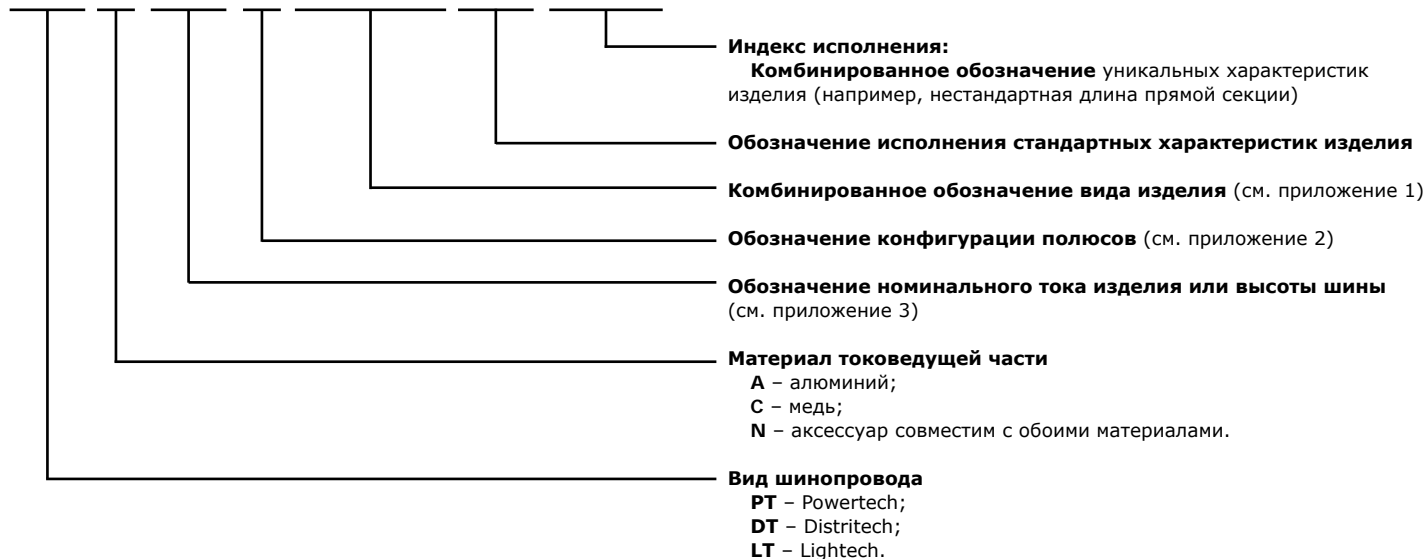 Индекс исполнения:
Комбинированное обозначение уникальных характеристик
изделия (например, нестандартная длина прямой секции)
Обозначение исполнения стандартных характеристик изделия
Комбинированное обозначение вида изделия (см. приложение 1)
Обозначение конфигурации полюсов (см. приложение 2)
Обозначение номинального тока изделия или высоты шины
(см. приложение 3)
Материал токоведущей части
A – алюминий;
C – медь;
N – аксессуар совместим с обоими материалами.
Вид шинопровода
PT – Powertech;
DT – Distritech;
LT – Lightech.